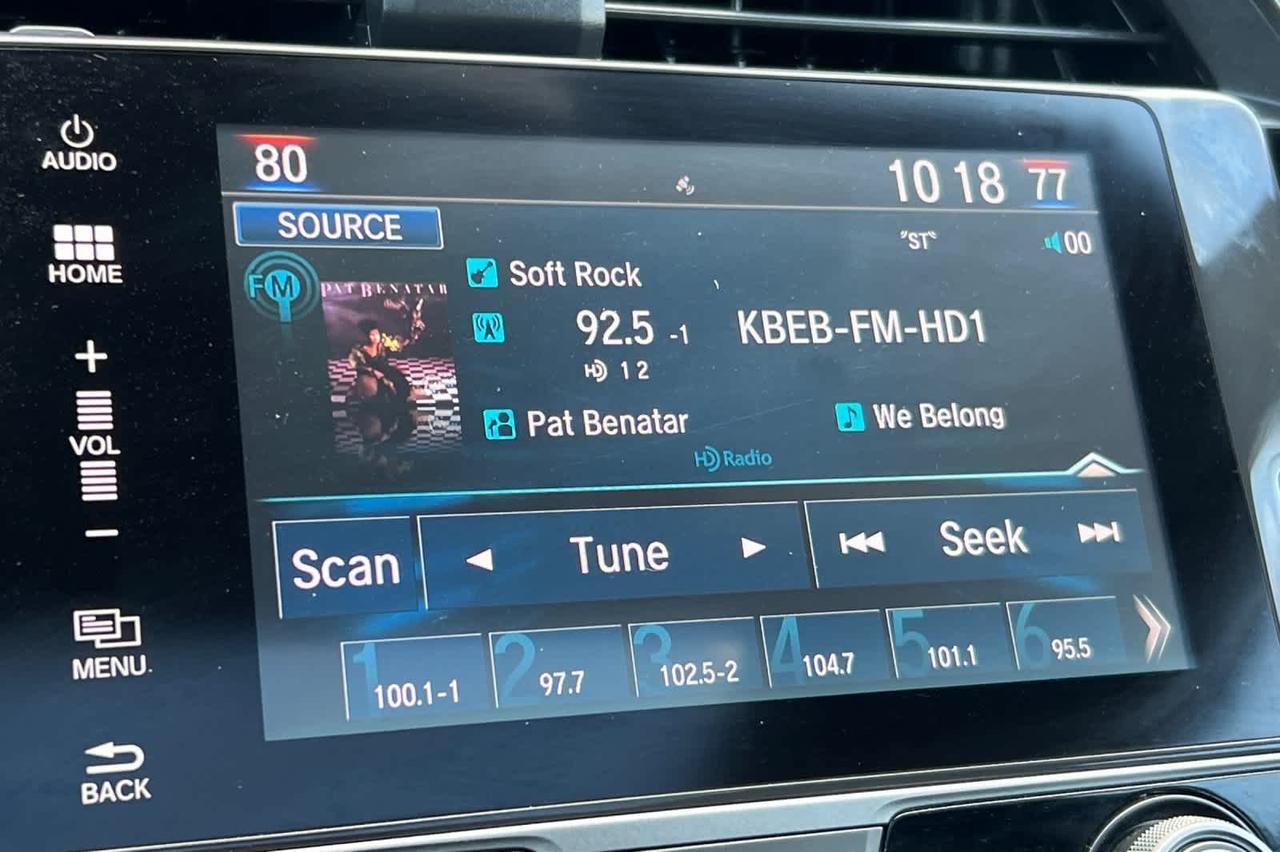 AUDIO
HOME
+
VOL
-
MENU
BACK
80
10 18 77
SOURCE
"ST"
00
FM
PAT BENATAR
Soft Rock
92.5 -1 KBEB-FM-HD1
HD 1 2
Pat Benatar We Belong
HD Radio
Scan Tune Seek
1 100.1-1
2 97.7
3 102.5-2
4 104.7
5 101.1
6 95.5